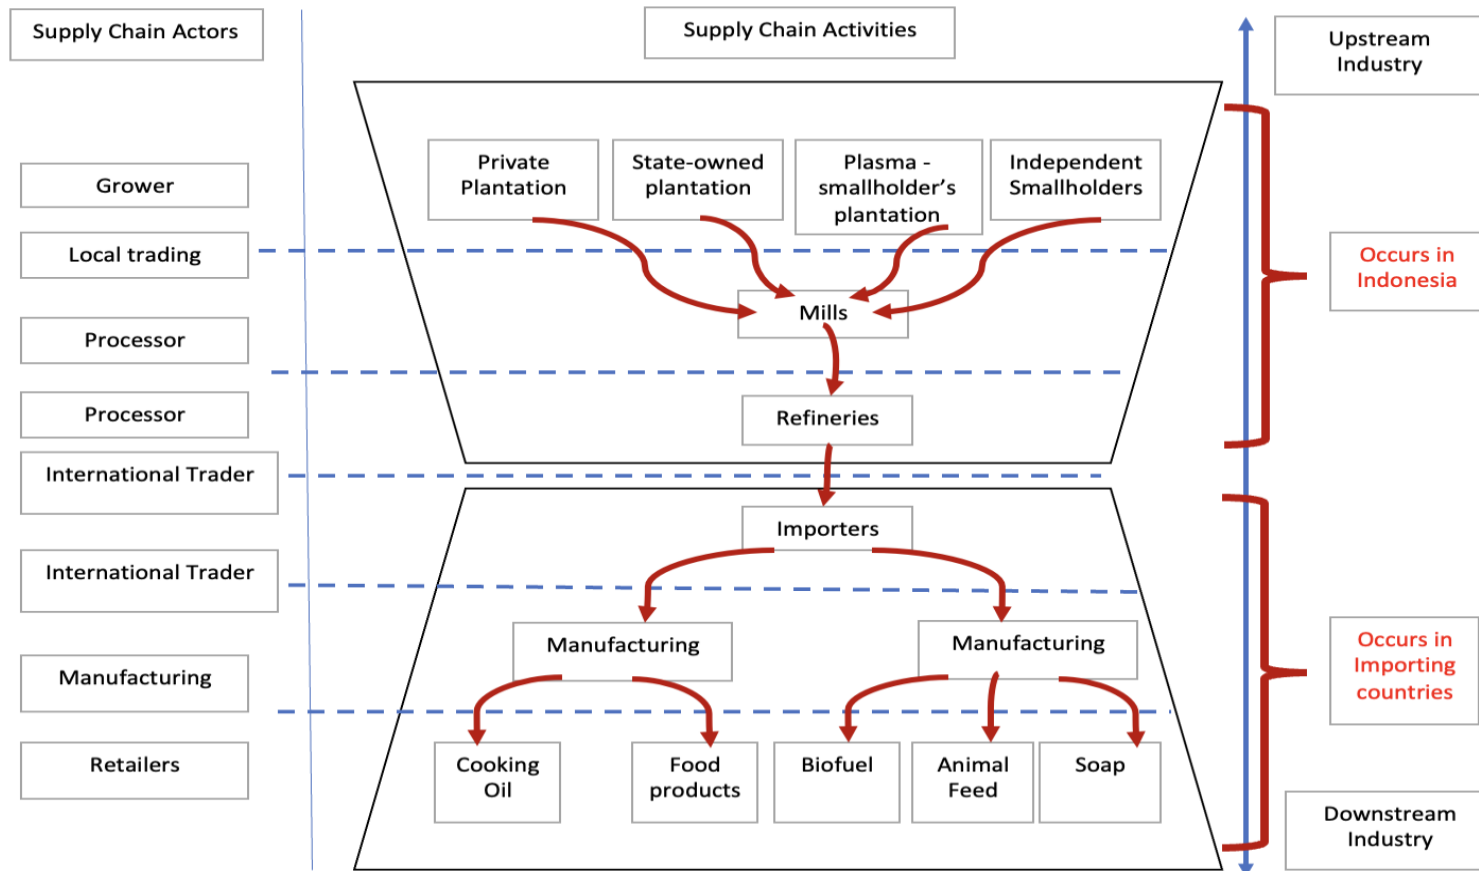 Supply Chain Actors
Supply Chain Activities
Upstream
Industry
Private
Plantation
State-owned
plantation
Plasma -
smallholder's
plantation
Independent
Smallholders
Grower
Local trading
Occurs in
Indonesia
Mills
Processor
Processor
Refineries
International Trader
Importers
International Trader
Manufacturing
Manufacturing
Occurs in
Importing
countries
Manufacturing
Retailers
Cooking
Oil
Food
products
Biofuel
Animal
Feed
Soap
Downstream
Industry